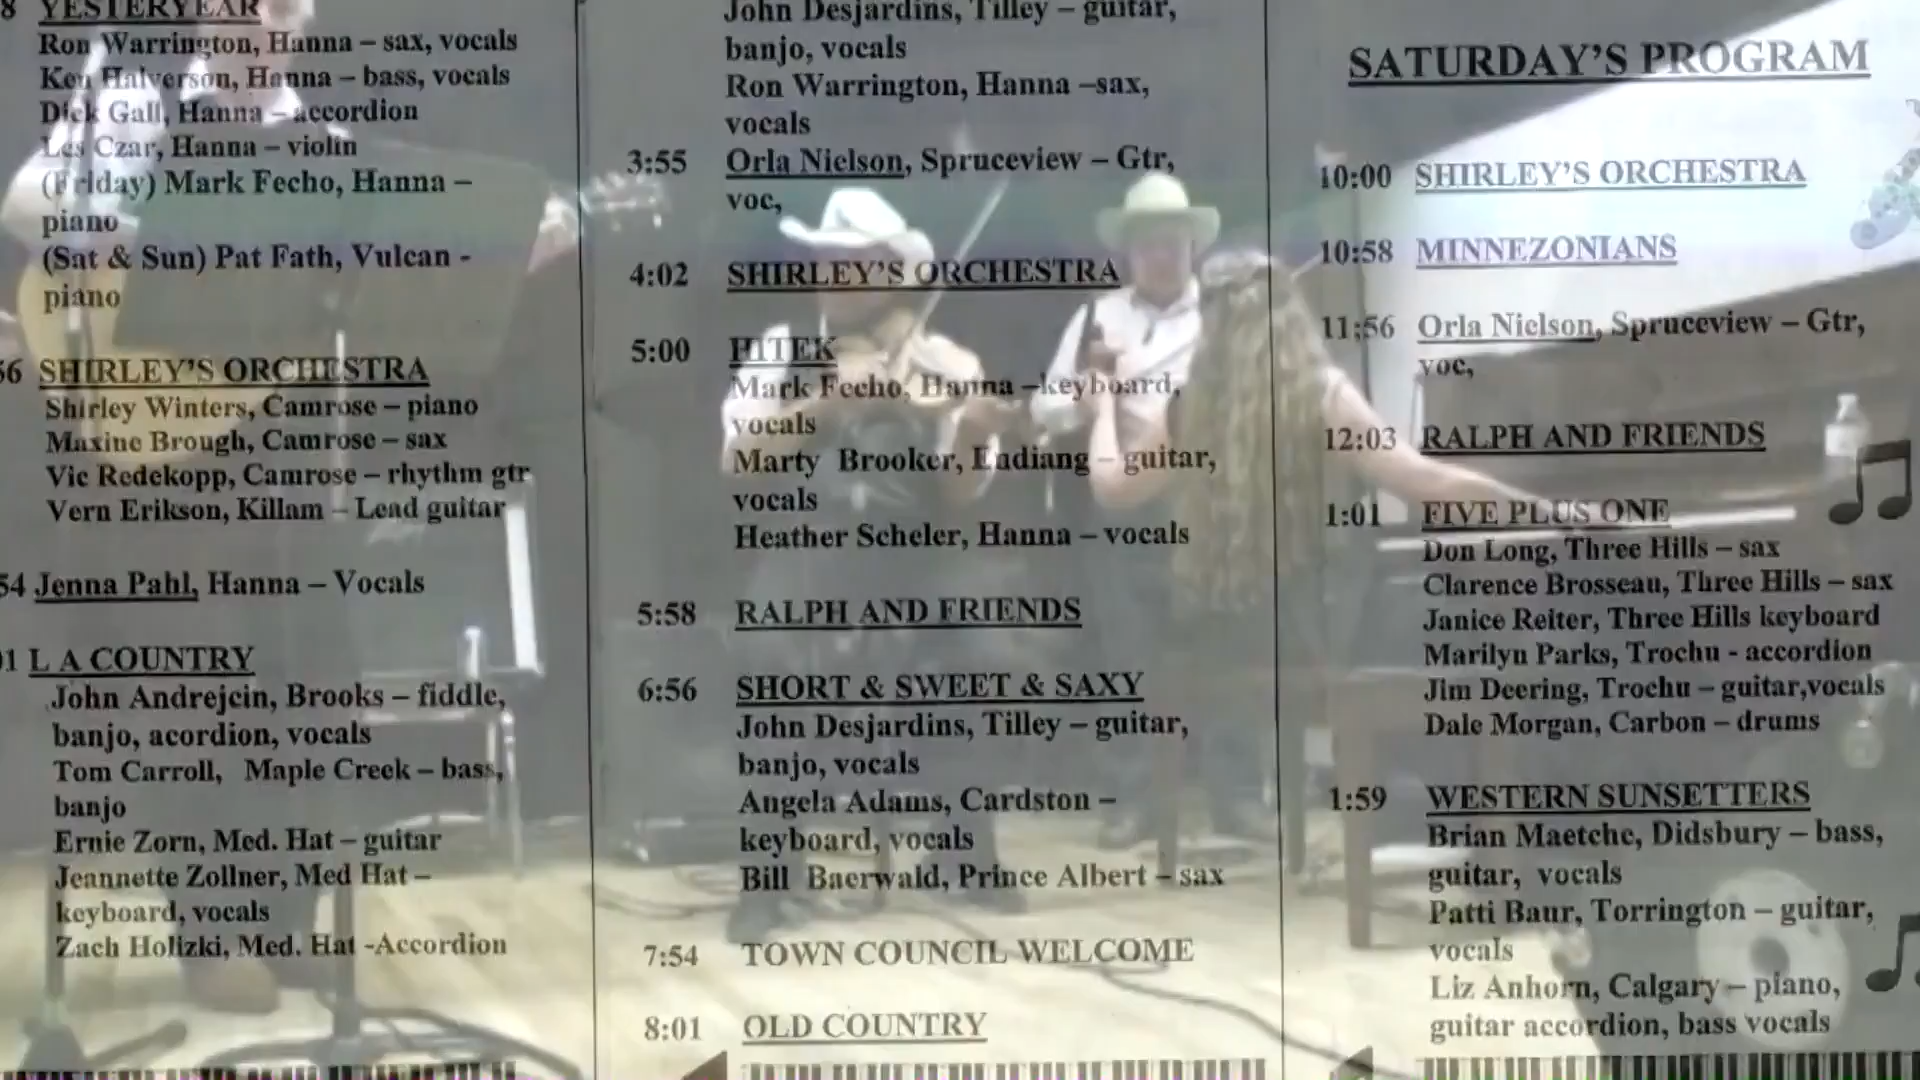 8 YESTERYEAR
Ron Warrington, Hanna – sax, vocals
Ken Halverson, Hanna – bass, vocals
Dick Gall, Hanna – accordion
Les Czar, Hanna – violin
(Friday) Mark Fecho, Hanna –
piano
(Sat & Sun) Pat Fath, Vulcan -
piano
56 SHIRLEY'S ORCHESTRA
Shirley Winters, Camrose – piano
Maxine Brough, Camrose – sax
Vic Redekopp, Camrose – rhythm gtr
Vern Erikson, Killam – Lead guitar
54 Jenna Pahl, Hanna – Vocals
01 L A COUNTRY
John Andrejcin, Brooks – fiddle,
banjo, acordion, vocals
Tom Carroll, Maple Creek – bass,
banjo
Ernie Zorn, Med. Hat – guitar
Jeannette Zollner, Med Hat –
keyboard, vocals
Zach Holizki, Med. Hat -Accordion
John Desjardins, Tilley – guitar,
banjo, vocals
Ron Warrington, Hanna –sax,
vocals
3:55 Orla Nielson, Spruceview – Gtr,
voc,
4:02 SHIRLEY'S ORCHESTRA
5:00 HITEK
Mark Fecho, Hanna –keyboard,
vocals
Marty Brooker, Endiang – guitar,
vocals
Heather Scheler, Hanna – vocals
5:58 RALPH AND FRIENDS
6:56 SHORT & SWEET & SAXY
John Desjardins, Tilley – guitar,
banjo, vocals
Angela Adams, Cardston –
keyboard, vocals
Bill Baerwald, Prince Albert – sax
7:54 TOWN COUNCIL WELCOME
8:01 OLD COUNTRY
SATURDAY'S PROGRAM
10:00 SHIRLEY'S ORCHESTRA
10:58 MINNEZONIANS
11;56 Orla Nielson, Spruceview – Gtr,
voc,
12:03 RALPH AND FRIENDS
1:01 FIVE PLUS ONE
Don Long, Three Hills – sax
Clarence Brosseau, Three Hills – sax
Janice Reiter, Three Hills keyboard
Marilyn Parks, Trochu - accordion
Jim Deering, Trochu – guitar,vocals
Dale Morgan, Carbon – drums
1:59 WESTERN SUNSETTERS
Brian Maetche, Didsbury – bass,
guitar, vocals
Patti Baur, Torrington – guitar,
vocals
Liz Anhorn, Calgary – piano,
guitar accordion, bass vocals